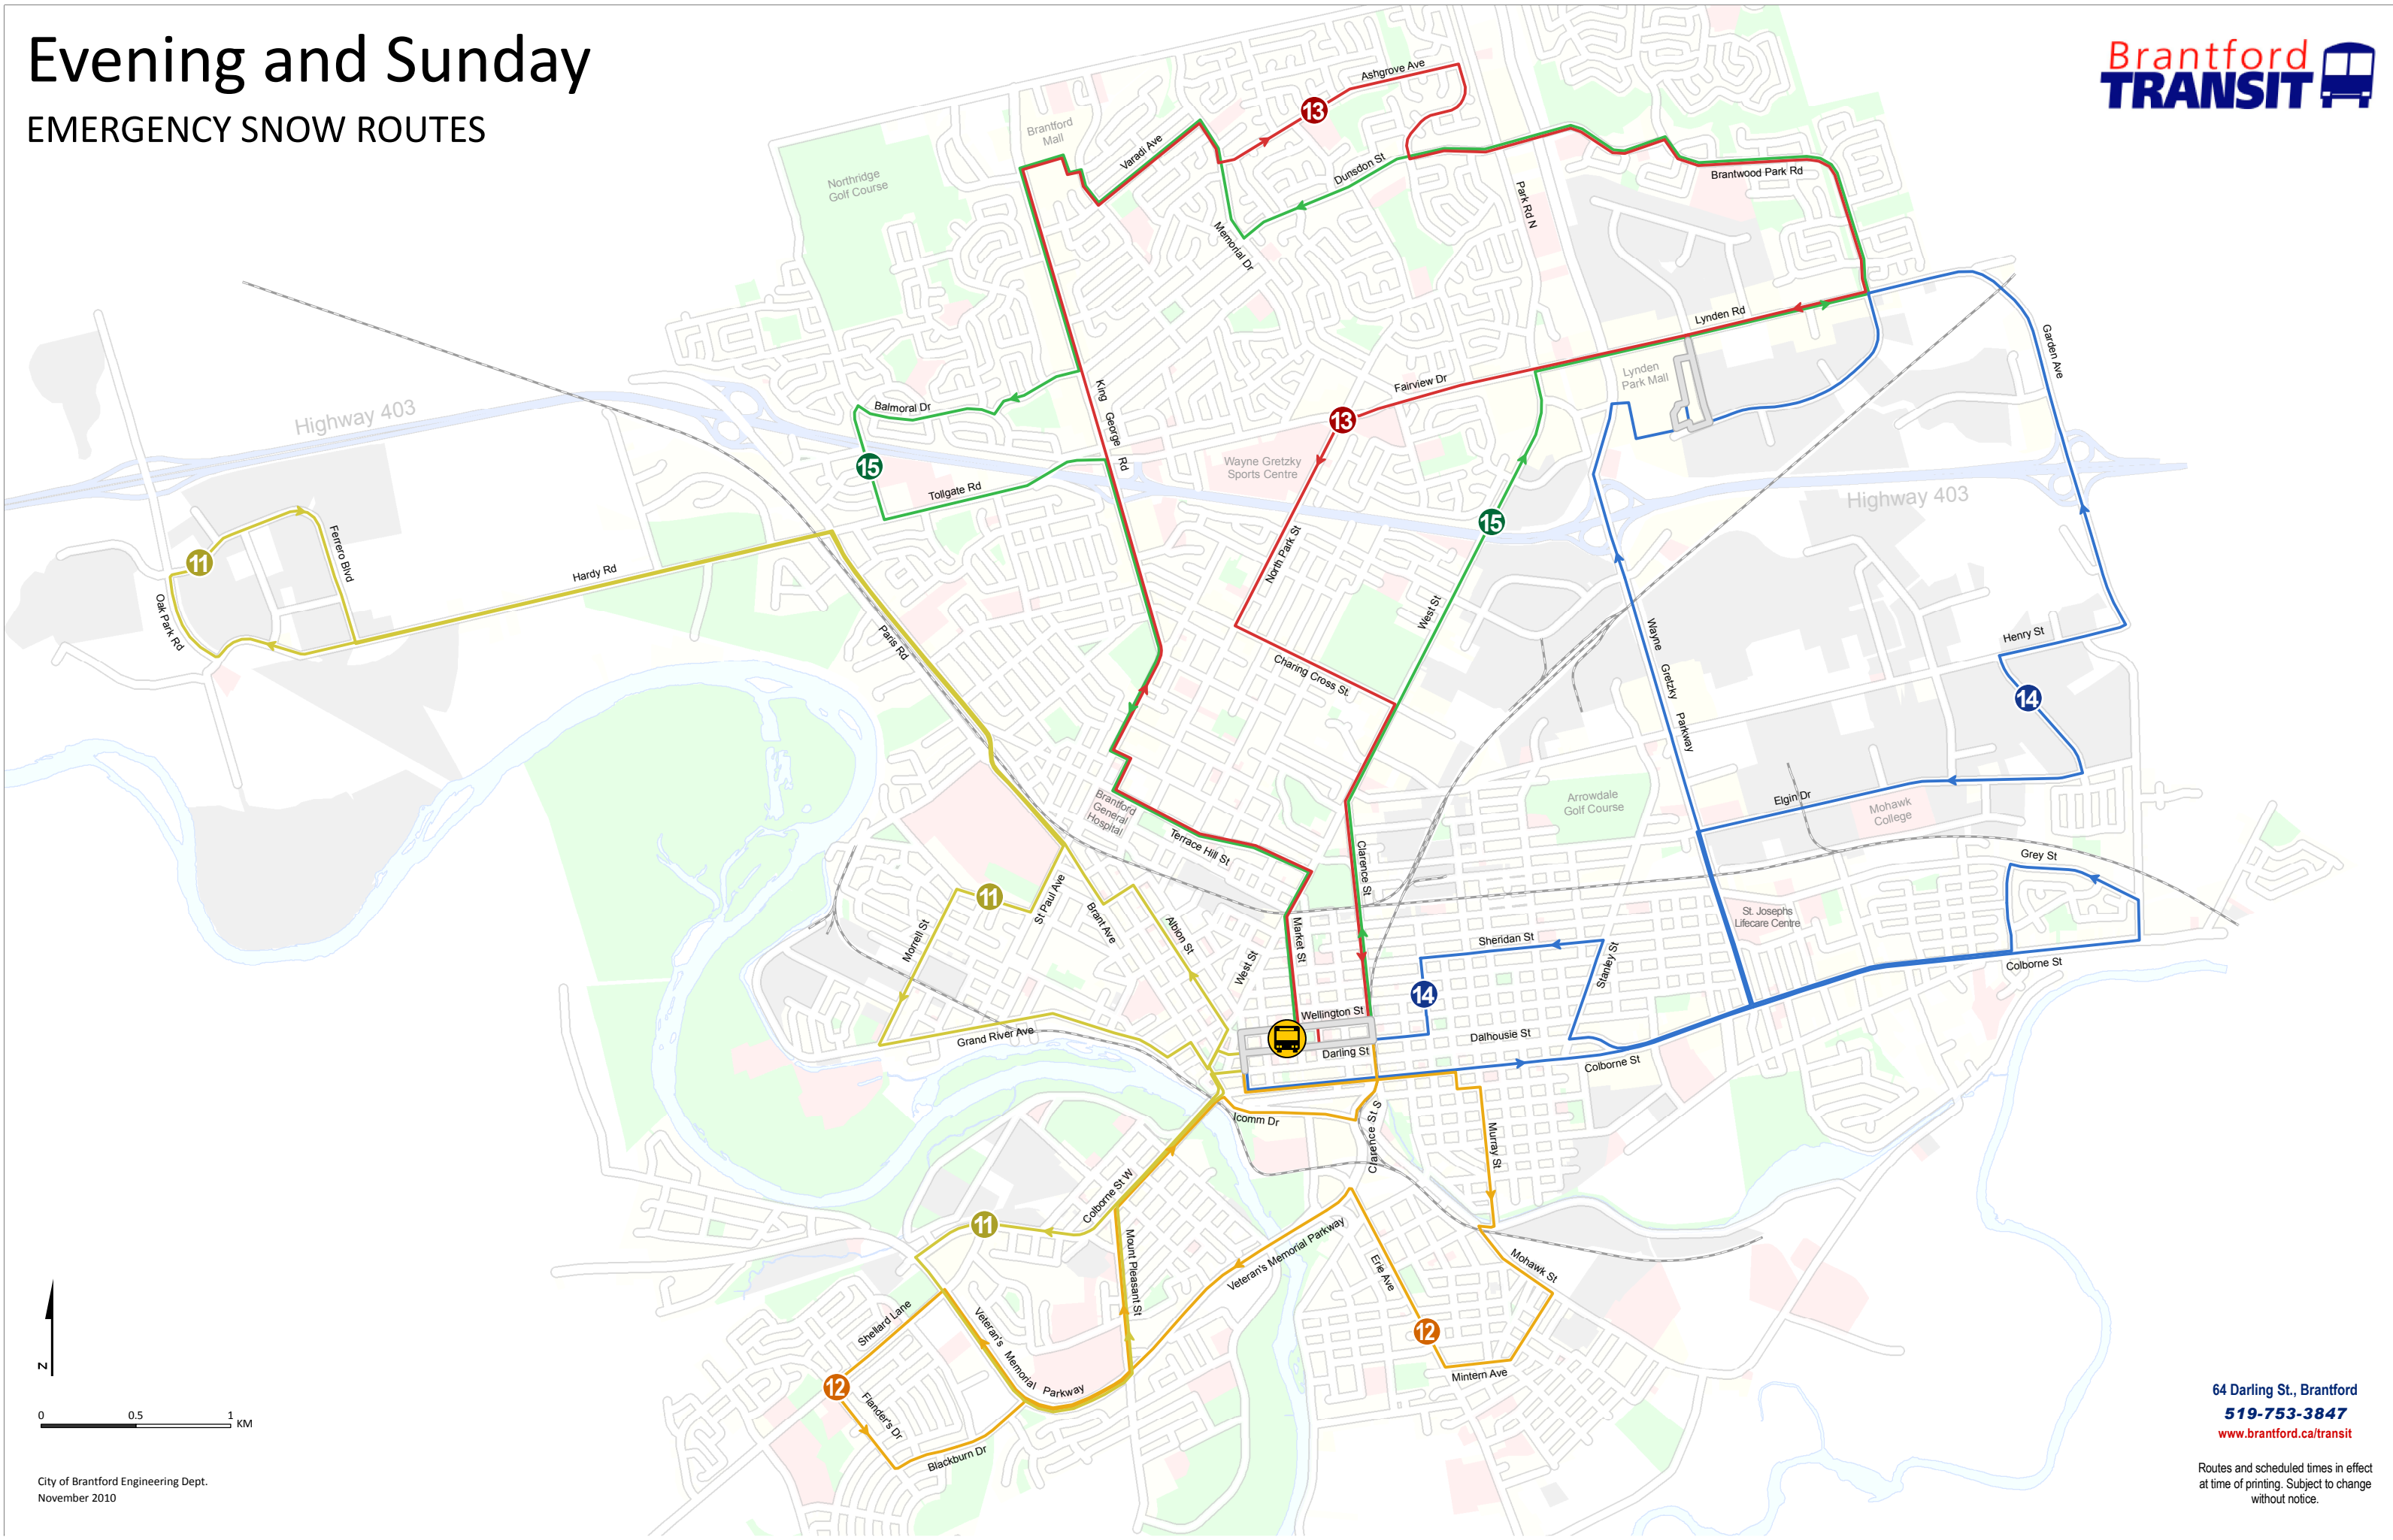 Evening and Sunday
EMERGENCY SNOW ROUTES
Brantford
TRANSIT
Ashgrove Ave
13
Brantford
Mall
Varadi Ave
Dunsdon St
Brantwood Park Rd
Northridge
Golf Course
Park Rd N
Memorial Dr
Lynden Rd
Garden Ave
Lynden
Park Mall
Fairview Dr
King George Rd
Balmoral Dr
Highway 403
13
15
Wayne Gretzky
Sports Centre
Tollgate Rd
Highway 403
15
Ferrero Blvd
11
North Park St
Hardy Rd
Oak Park Rd
West St
Paris Rd
Wayne Gretzky Parkway
Henry St
Charing Cross St
14
Arrowdale
Golf Course
Elgin Dr
Mohawk
College
Brantford
General
Hospital
Terrace Hill St
Clarence St
Grey St
11
St Paul Ave
Brant Ave
Albion St
Morrell St
Market St
St. Josephs
Lifecare Centre
Sheridan St
Stanley St
West St
Colborne St
14
Wellington St
Grand River Ave
Dalhousie St
Darling St
Colborne St
Icomm Dr
Clarence St S
Murray St
Colborne St W
11
Mount Pleasant St
Veteran's Memorial Parkway
Erie Ave
Mohawk St
Shellard Lane
Veteran's Memorial Parkway
12
Mintern Ave
12
Flander's Dr
Blackburn Dr
N
0 0.5 1 KM
City of Brantford Engineering Dept.
November 2010
64 Darling St., Brantford
519-753-3847
www.brantford.ca/transit
Routes and scheduled times in effect
at time of printing. Subject to change
without notice.